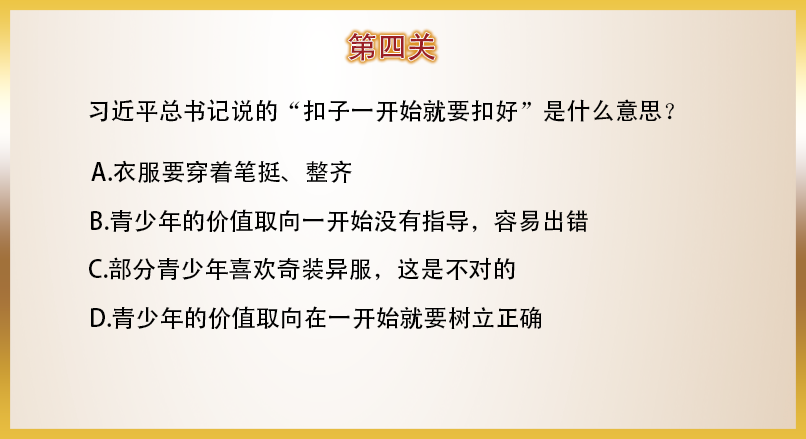 第四关
习近平总书记说的“扣子一开始就要扣好”是什么意思？
A.衣服要穿着笔挺、整齐
B.青少年的价值取向一开始没有指导，容易出错
C.部分青少年喜欢奇装异服，这是不对的
D.青少年的价值取向在一开始就要树立正确